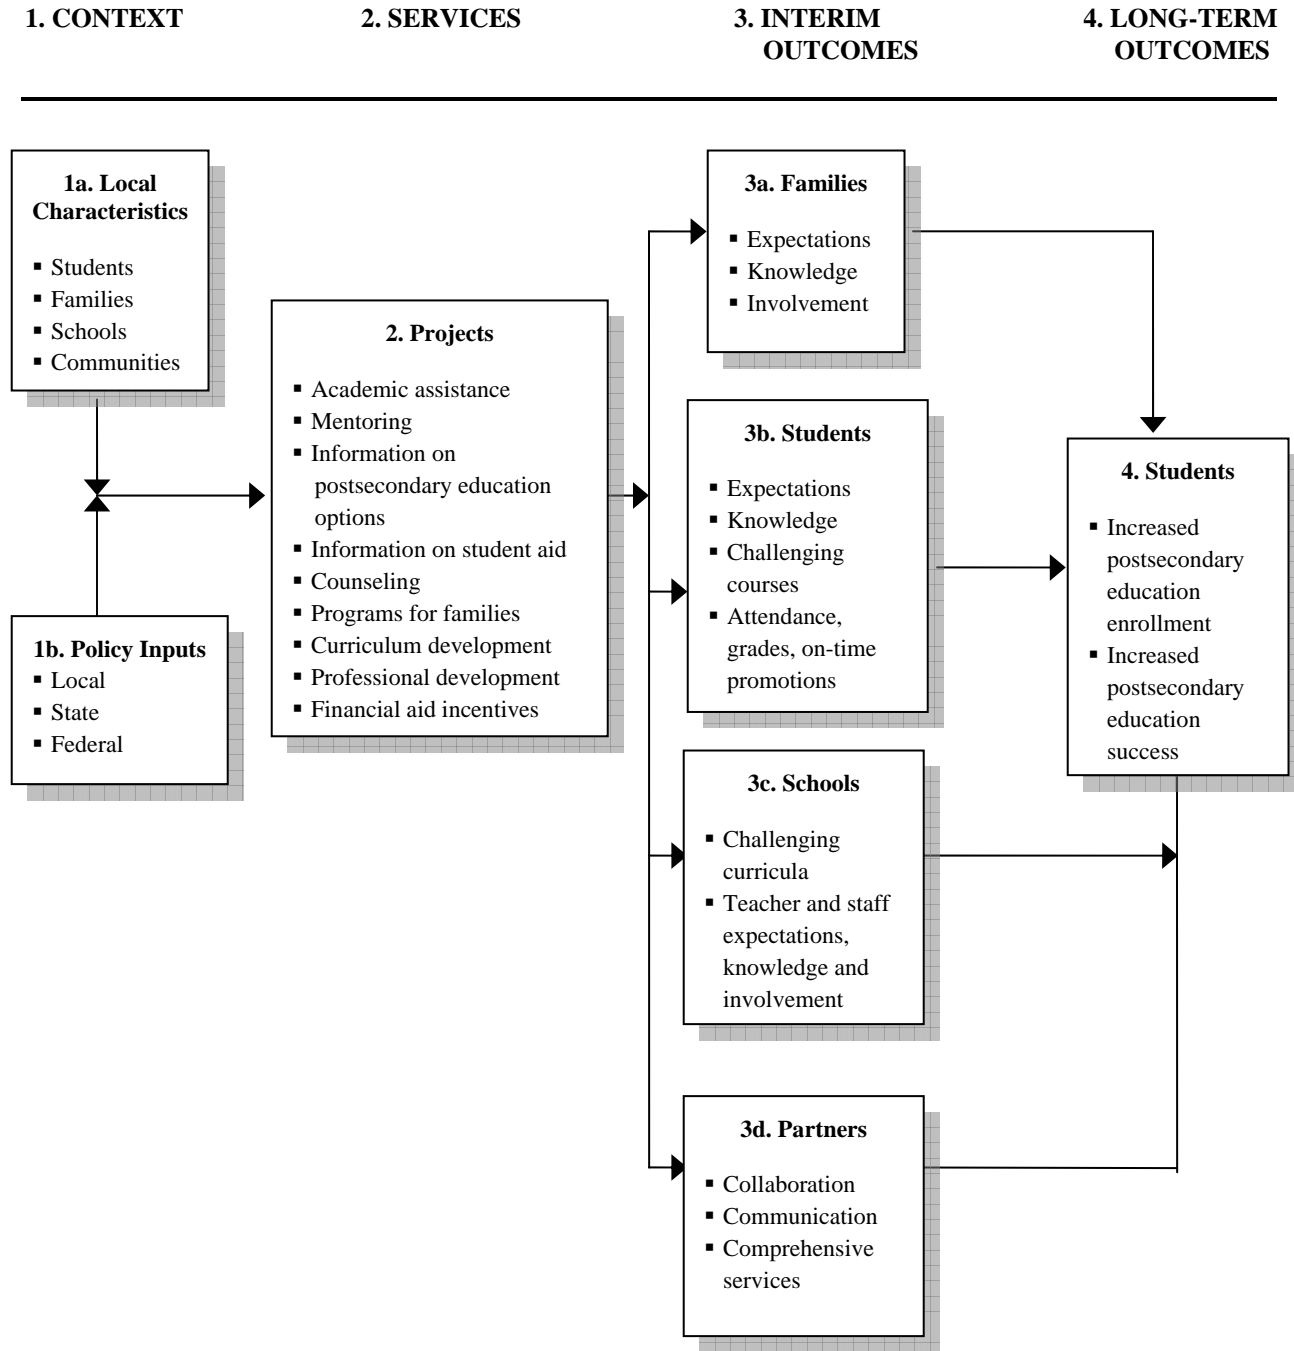 1. CONTEXT
2. SERVICES
3. INTERIM
OUTCOMES
4. LONG-TERM
OUTCOMES
1a. Local
Characteristics
▪ Students
▪ Families
▪ Schools
▪ Communities
1b. Policy Inputs
▪ Local
▪ State
▪ Federal
2. Projects
▪ Academic assistance
▪ Mentoring
▪ Information on
postsecondary education
options
▪ Information on student aid
▪ Counseling
▪ Programs for families
▪ Curriculum development
▪ Professional development
▪ Financial aid incentives
3a. Families
▪ Expectations
▪ Knowledge
▪ Involvement
3b. Students
▪ Expectations
▪ Knowledge
▪ Challenging
courses
▪ Attendance,
grades, on-time
promotions
3c. Schools
▪ Challenging
curricula
▪ Teacher and staff
expectations,
knowledge and
involvement
3d. Partners
▪ Collaboration
▪ Communication
▪ Comprehensive
services
4. Students
▪ Increased
postsecondary
education
enrollment
▪ Increased
postsecondary
education
success